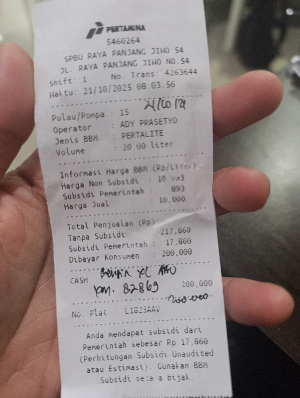 PERTAMINA
5460264
SPBU RAYA PANJANG JIWO 54
JL. RAYA PANJANG JIWO NO.54
Shift: 1 No. Trans: 4263644
Waktu: 21/10/2025 08:03:56
Pulau/Pompa : 15
Operator : ADY PRASETYO
Jenis BBM : PERTALITE
Volume : 20.00 liter
Informasi Harga BBM (Rp/Liter)
Harga Non Subsidi : 10
Subsidi Pemerintah : 893
Harga Jual : 10,000
Total Penjualan (Rp)
Tanpa Subsidi : 217,860
Subsidi Pemerintah : 17,860
Dibayar Konsumen : 200,000
CASH 200,000
km. 82869
No. Plat
Anda mendapat subsidi dari
Pemerintah sebesar Rp 17,860
(Perhitungan Subsidi Unaudited
atau Estimasi). Gunakan BBM
Subsidi bijak.